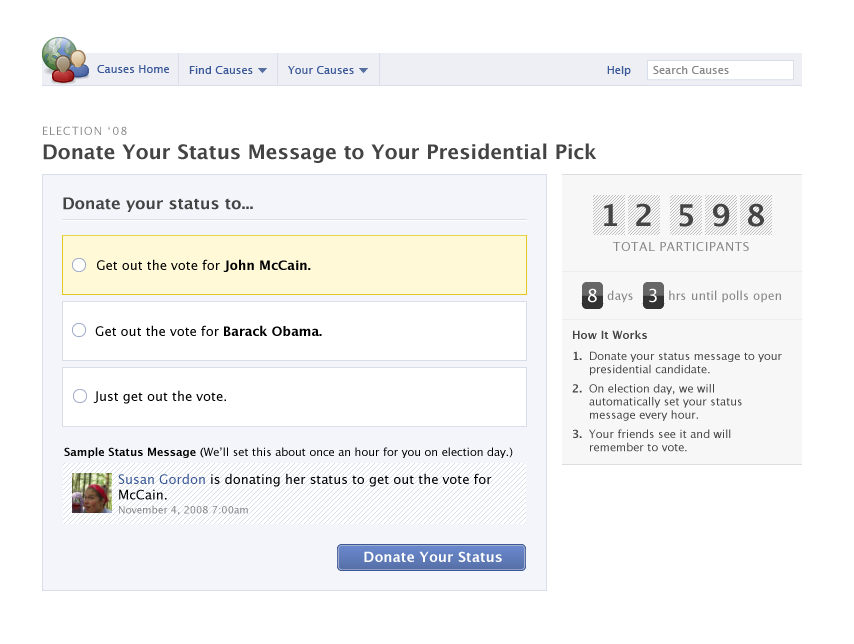 Causes Home Find Causes Your Causes Help Search Causes
ELECTION '08
Donate Your Status Message to Your Presidential Pick
Donate your status to...
Get out the vote for John McCain.
Get out the vote for Barack Obama.
Just get out the vote.
Sample Status Message (We'll set this about once an hour for you on election day.)
Susan Gordon is donating her status to get out the vote for
McCain.
November 4, 2008 7:00am
Donate Your Status
12 598
TOTAL PARTICIPANTS
8 days 3 hrs until polls open
How It Works
1. Donate your status message to your
presidential candidate.
2. On election day, we will
automatically set your status
message every hour.
3. Your friends see it and will
remember to vote.